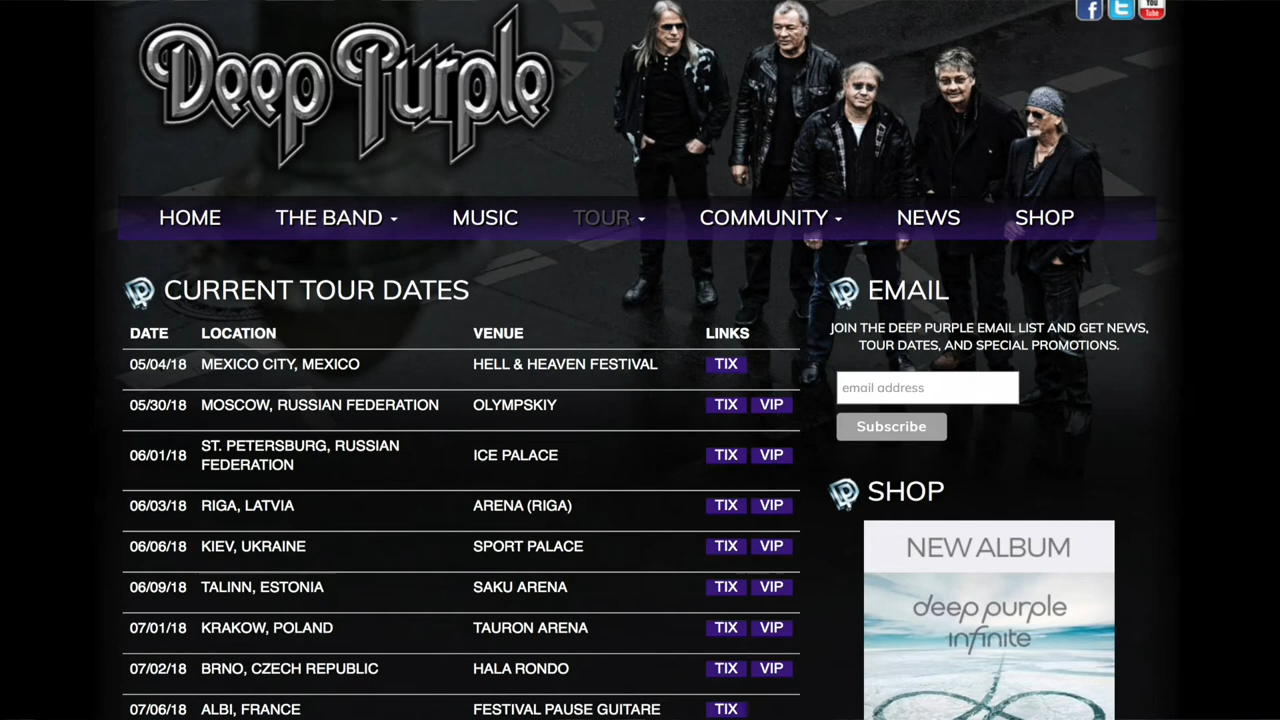 You
Tube
Deep Purple
HOME THE BAND MUSIC TOUR COMMUNITY NEWS SHOP
CURRENT TOUR DATES
DATE LOCATION VENUE LINKS
05/04/18 MEXICO CITY, MEXICO HELL & HEAVEN FESTIVAL TIX
05/30/18 MOSCOW, RUSSIAN FEDERATION OLYMPSKIY TIX VIP
06/01/18 ST. PETERSBURG, RUSSIAN
FEDERATION ICE PALACE TIX VIP
06/03/18 RIGA, LATVIA ARENA (RIGA) TIX VIP
06/06/18 KIEV, UKRAINE SPORT PALACE TIX VIP
06/09/18 TALINN, ESTONIA SAKU ARENA TIX VIP
07/01/18 KRAKOW, POLAND TAURON ARENA TIX VIP
07/02/18 BRNO, CZECH REPUBLIC HALA RONDO TIX VIP
07/06/18 ALBI, FRANCE FESTIVAL PAUSE GUITARE TIX
EMAIL
JOIN THE DEEP PURPLE EMAIL LIST AND GET NEWS,
TOUR DATES, AND SPECIAL PROMOTIONS.
email address
Subscribe
SHOP
NEW ALBUM
deep purple
infinite